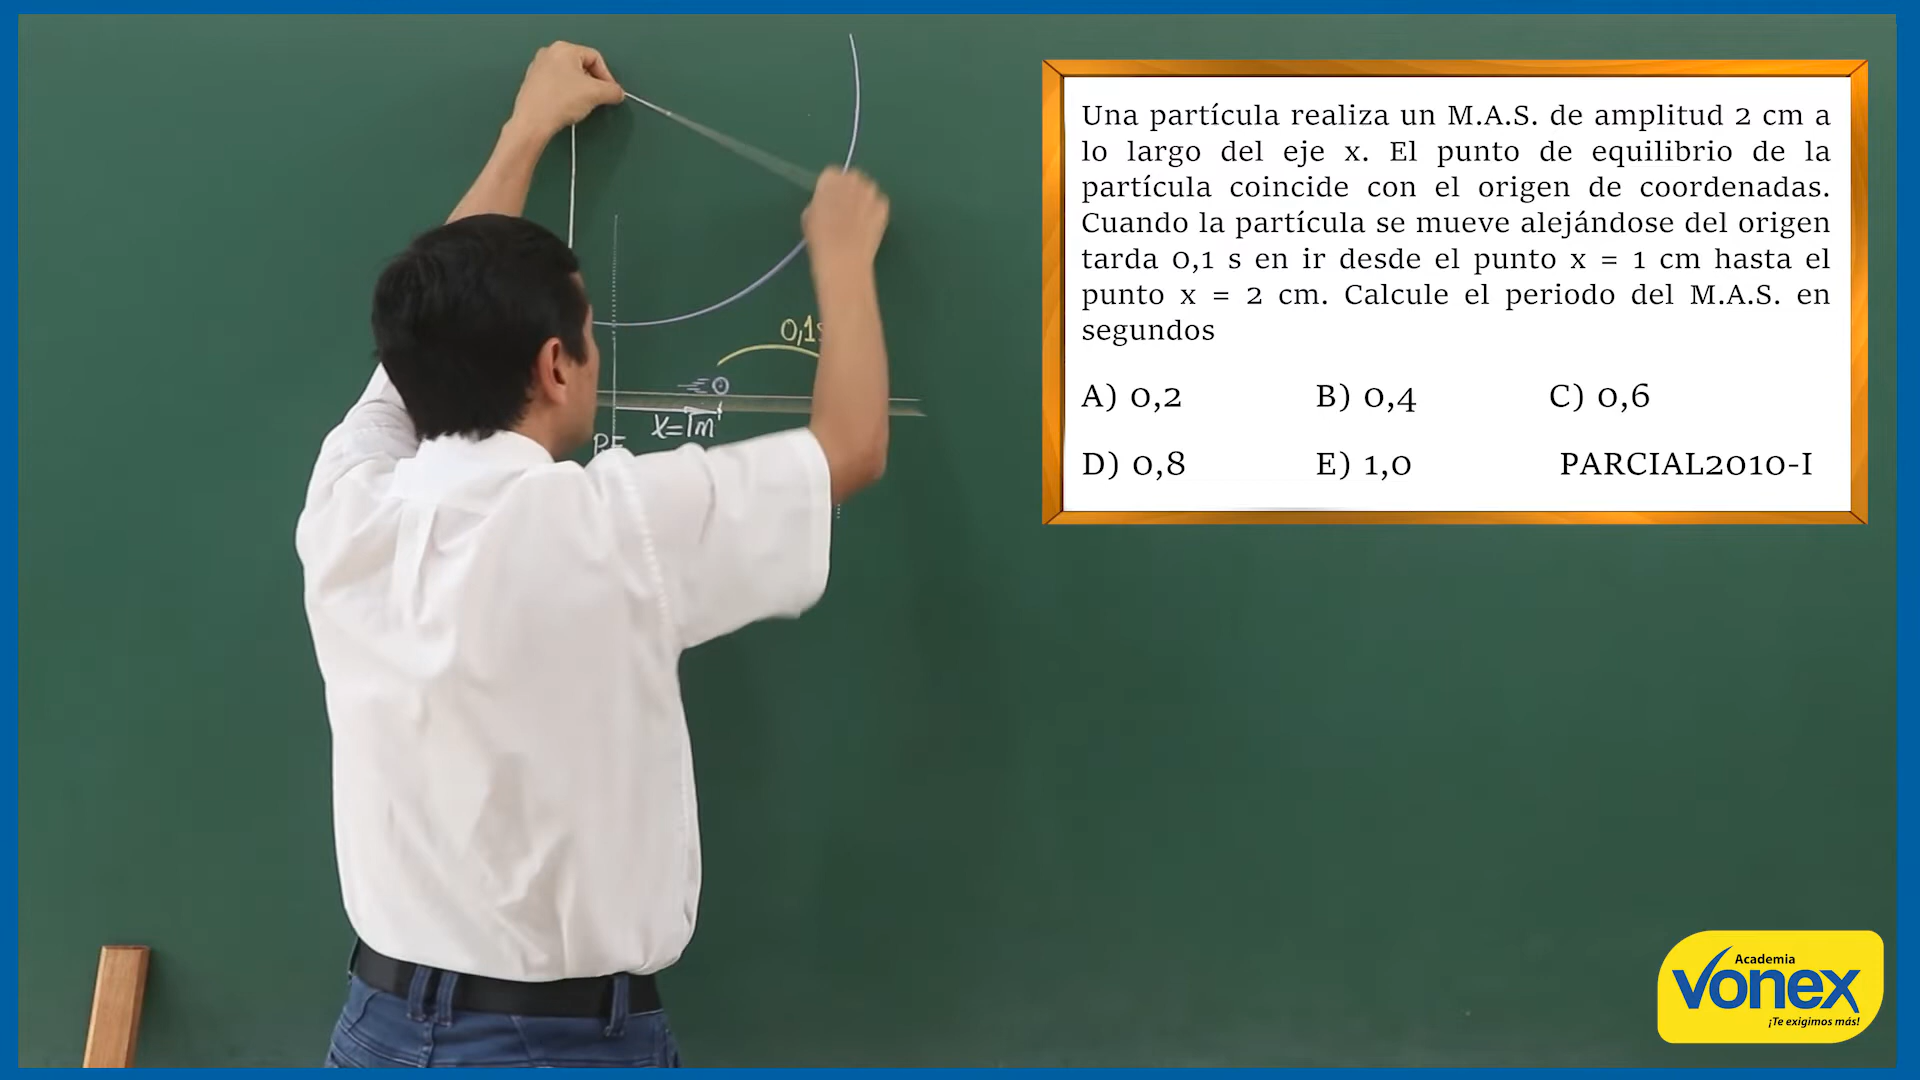 Una partícula realiza un M.A.S. de amplitud 2 cm a
lo largo del eje x. El punto de equilibrio de la
partícula coincide con el origen de coordenadas.
Cuando la partícula se mueve alejándose del origen
tarda 0,1 s en ir desde el punto x = 1 cm hasta el
punto x = 2 cm. Calcule el periodo del M.A.S. en
segundos
A) 0,2 B) 0,4 C) 0,6
D) 0,8 E) 1,0 PARCIAL2010-I
0,1s
X=1m
P.E
Academia
vonex
¡Te exigimos más!